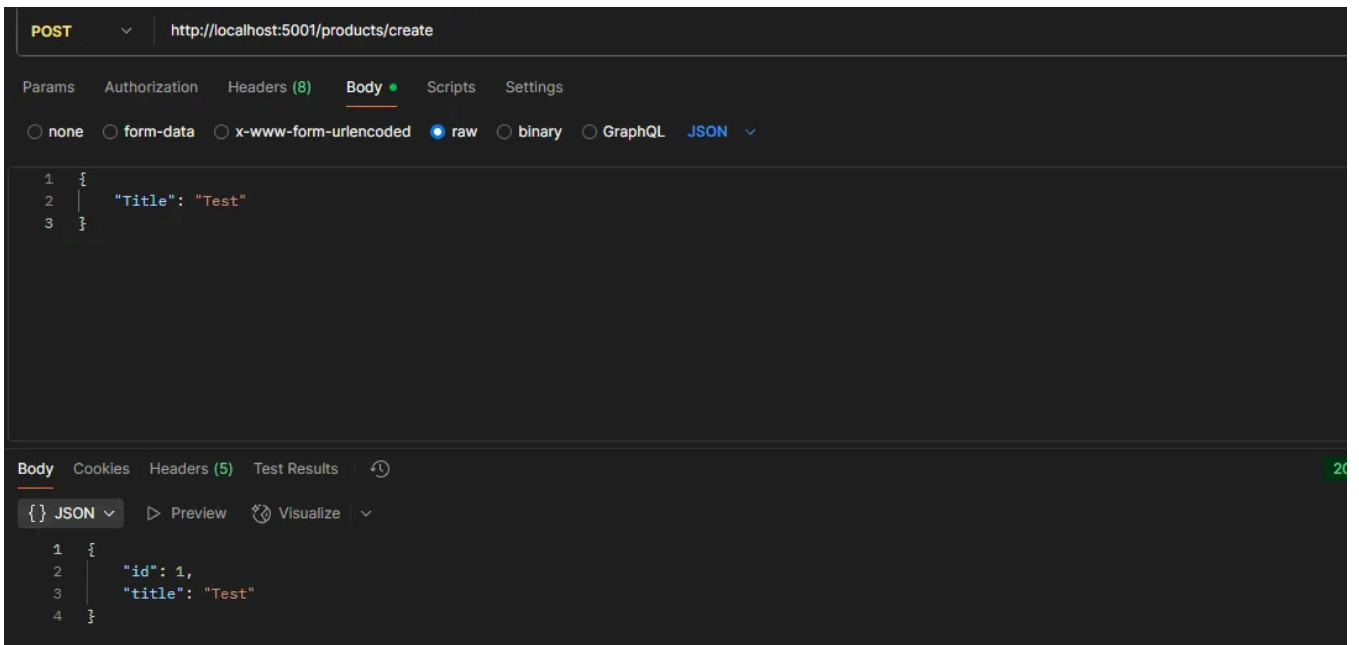 POST http://localhost:5001/products/create
Params Authorization Headers (8) Body Scripts Settings
none form-data x-www-form-urlencoded raw binary GraphQL JSON
1 {
2 "Title": "Test"
3 }
Body Cookies Headers (5) Test Results
20
{} JSON Preview Visualize
1 {
2 "id": 1,
3 "title": "Test"
4 }